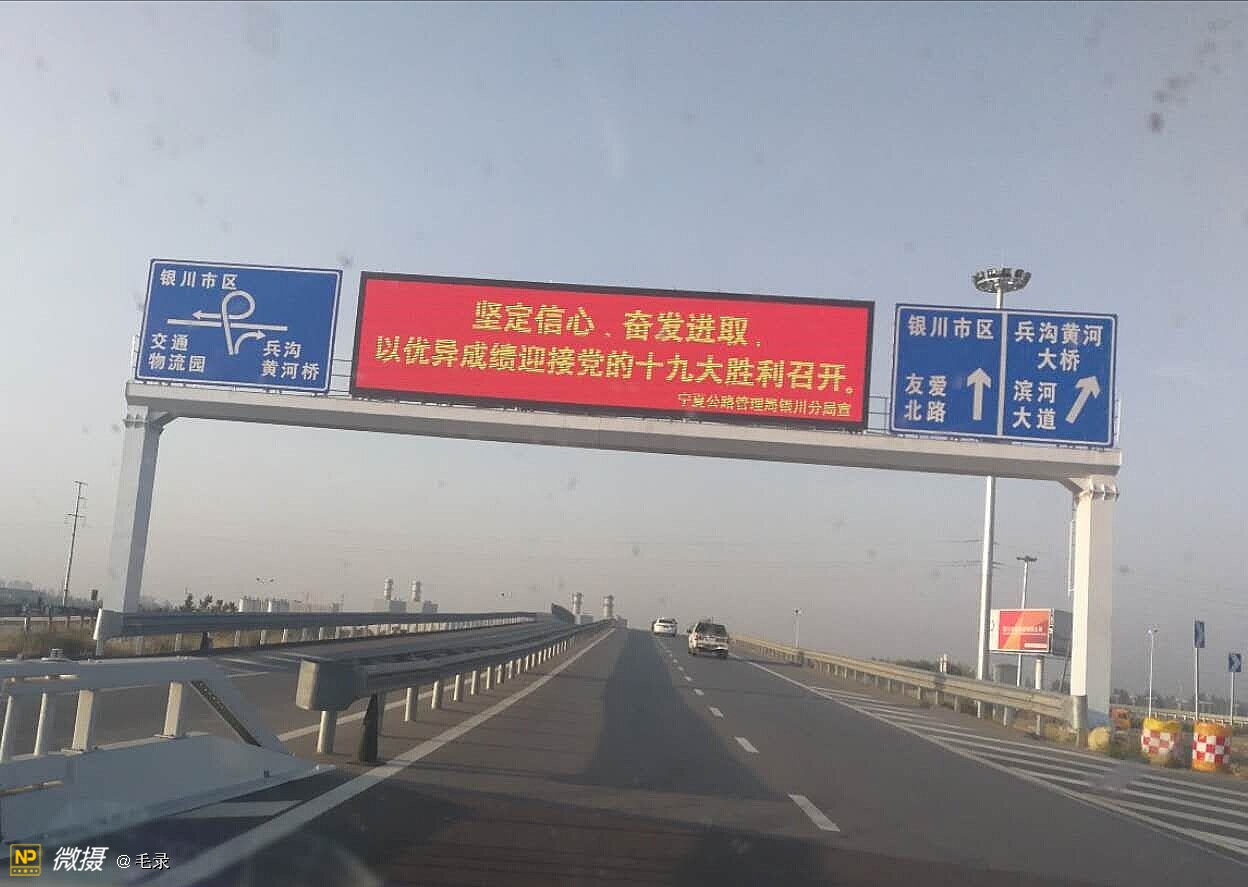 银川市区
交通
物流园
兵沟
黄河桥
坚定信心、奋发进取,
以优异成绩迎接党的十九大胜利召开。
宁夏公路管理局银川分局宣
银川市区
友爱
北路
兵沟黄河
大桥
滨河
大道
NP 微摄 @毛录